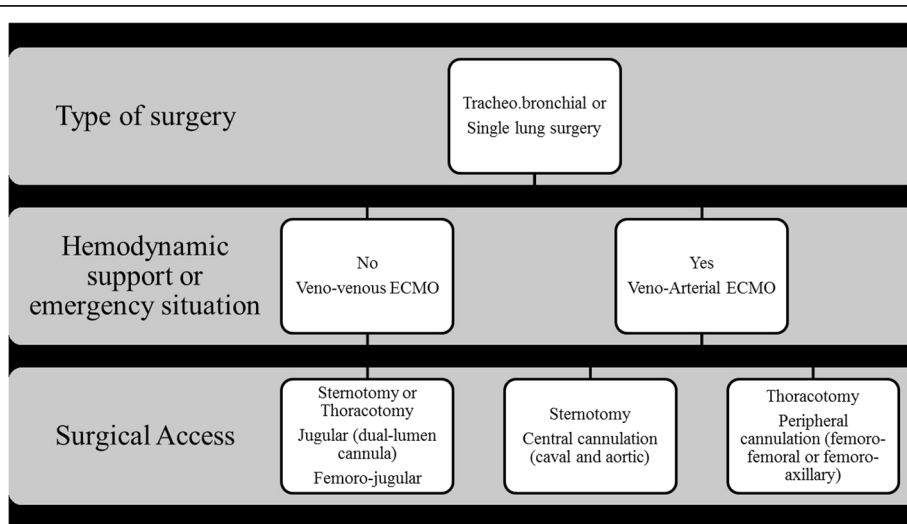 Type of surgery
Tracheo.bronchial or
Single lung surgery
Hemodynamic
support or
emergency situation
No
Veno-venous ECMO
Yes
Veno-Arterial ECMO
Surgical Access
Sternotomy or
Thoracotomy
Jugular (dual-lumen
cannula)
Femoro-jugular
Sternotomy
Central cannulation
(caval and aortic)
Thoracotomy
Peripheral
cannulation (femoro-
femoral or femoro-
axillary)